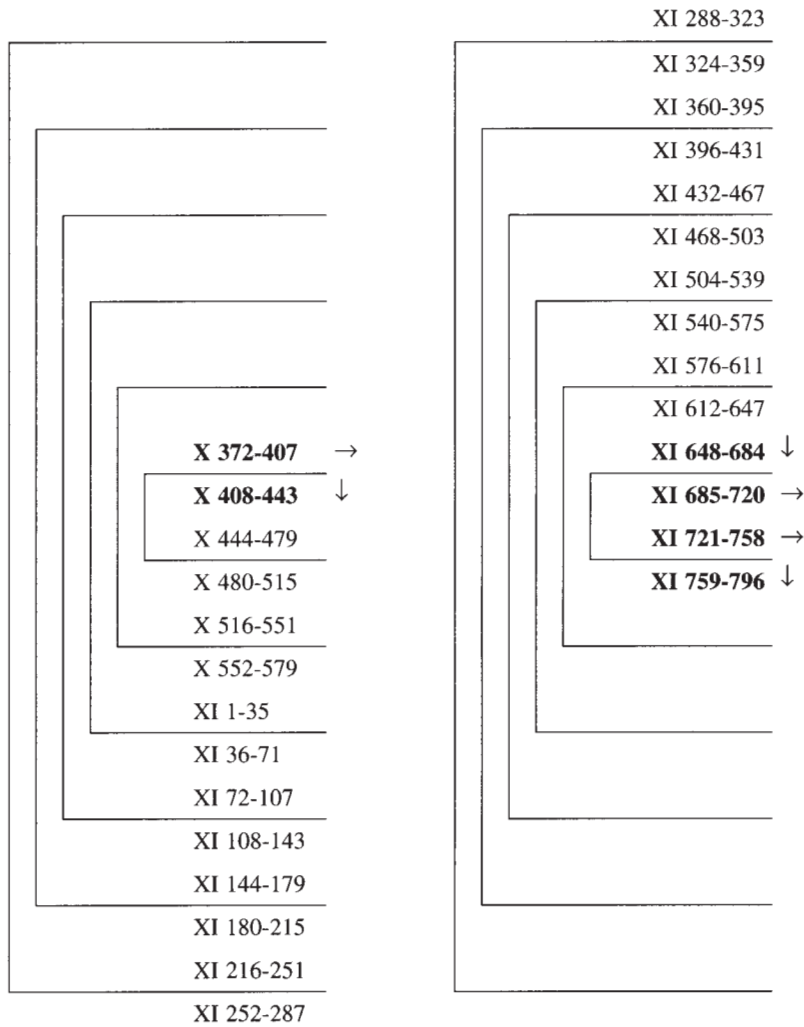 X 372-407 →
X 408-443 ↓
X 444-479
X 480-515
X 516-551
X 552-579
XI 1-35
XI 36-71
XI 72-107
XI 108-143
XI 144-179
XI 180-215
XI 216-251
XI 252-287
XI 288-323
XI 324-359
XI 360-395
XI 396-431
XI 432-467
XI 468-503
XI 504-539
XI 540-575
XI 576-611
XI 612-647
XI 648-684 ↓
XI 685-720 →
XI 721-758 →
XI 759-796 ↓